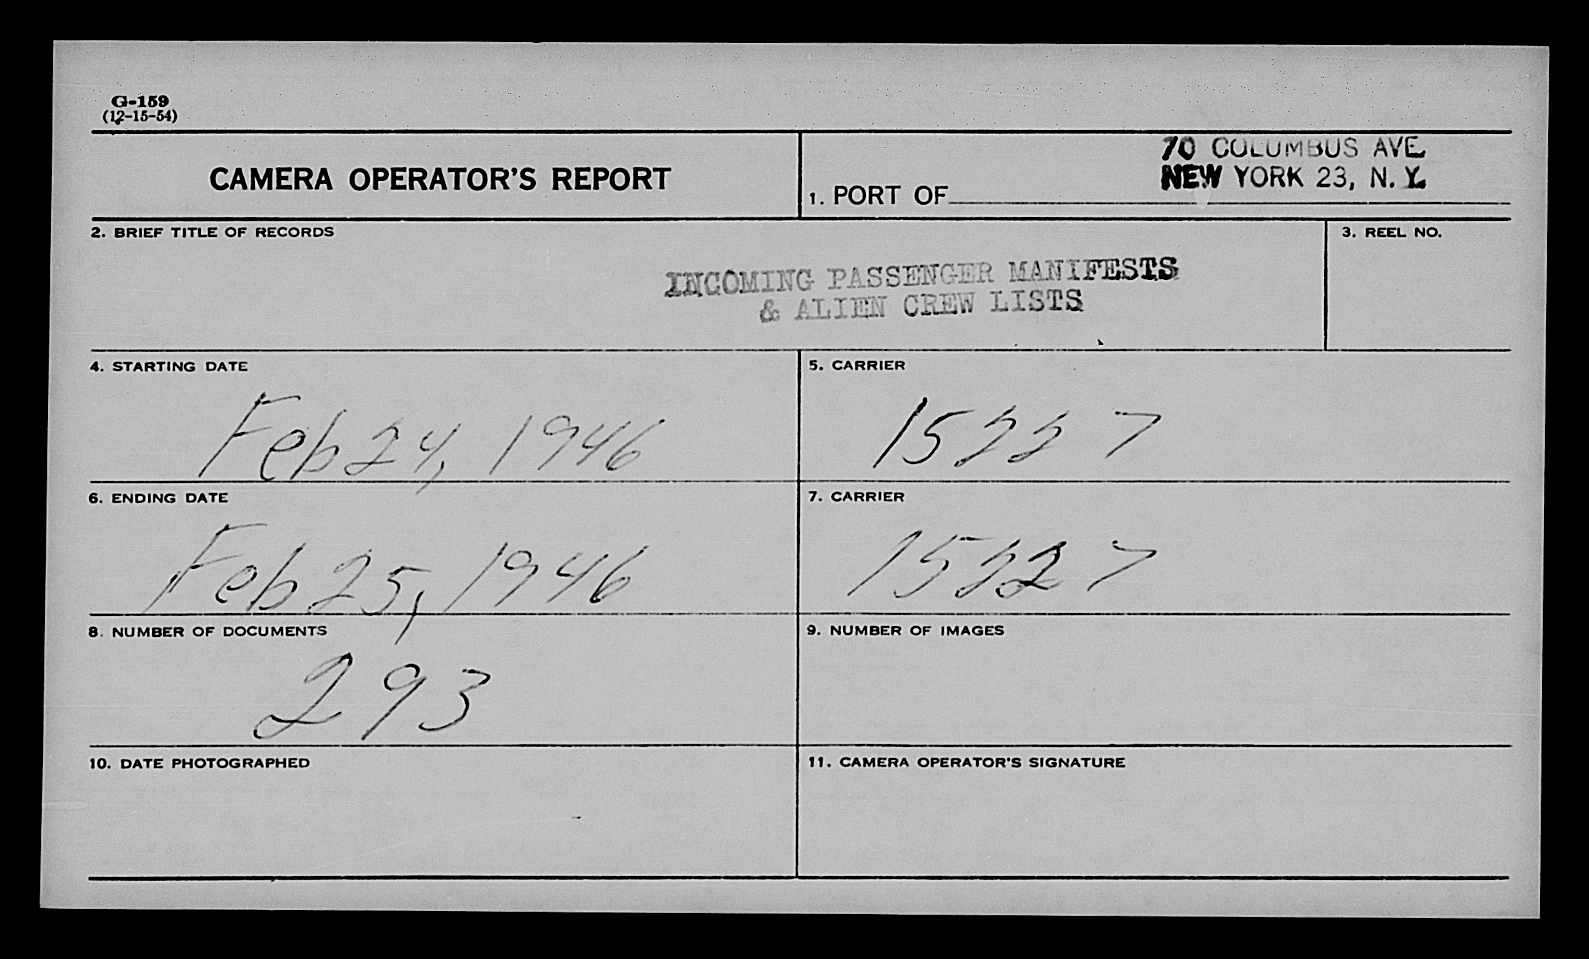 G-159
(12-15-54)
CAMERA OPERATOR'S REPORT
70 COLUMBUS AVE.
NEW YORK 23, N. Y.
1. PORT OF
2. BRIEF TITLE OF RECORDS
INCOMING PASSENGER MANIFESTS
& ALIEN CREW LISTS
3. REEL NO.
4. STARTING DATE
Feb 24, 1946
5. CARRIER
15227
6. ENDING DATE
Feb 25, 1946
7. CARRIER
15227
8. NUMBER OF DOCUMENTS
293
9. NUMBER OF IMAGES
10. DATE PHOTOGRAPHED
11. CAMERA OPERATOR'S SIGNATURE